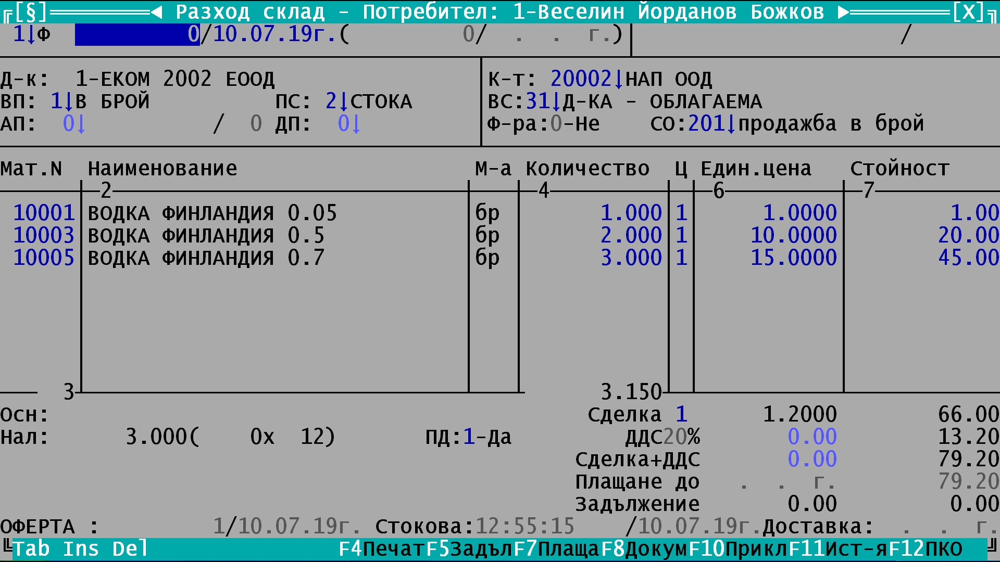 [§] Разход склад - Потребител: 1-Веселин Йорданов Божков [X]
1↓Ф 0/10.07.19г.( 0/ . . г.) /
Д-к: 1-ЕКОМ 2002 ЕООД К-т: 20002↓НАП ООД
ВП: 1↓В БРОЙ ПС: 2↓СТОКА ВС:31↓Д-КА - ОБЛАГАЕМА
АП: 0↓ / 0 ДП: 0↓ Ф-ра:0-Не СО:201↓продажба в брой
Мат.N Наименование М-а Количество Ц Един.цена Стойност
2 4 6 7
10001 ВОДКА ФИНЛАНДИЯ 0.05 бр 1.000 1 1.0000 1.00
10003 ВОДКА ФИНЛАНДИЯ 0.5 бр 2.000 1 10.0000 20.00
10005 ВОДКА ФИНЛАНДИЯ 0.7 бр 3.000 1 15.0000 45.00
3 3.150
Осн: Сделка 1 1.2000 66.00
Нал: 3.000( 0x 12) ПД:1-Да ДДС20% 0.00 13.20
Сделка+ДДС 0.00 79.20
Плащане до . . г. 79.20
Задължение 0.00 0.00
ОФЕРТА : 1/10.07.19г. Стокова:12:55:15 /10.07.19г.Доставка: . . г.
Tab Ins Del F4ПечатF5ЗадълF7ПлащаF8ДокумF10ПриклF11Ист-яF12ПКО